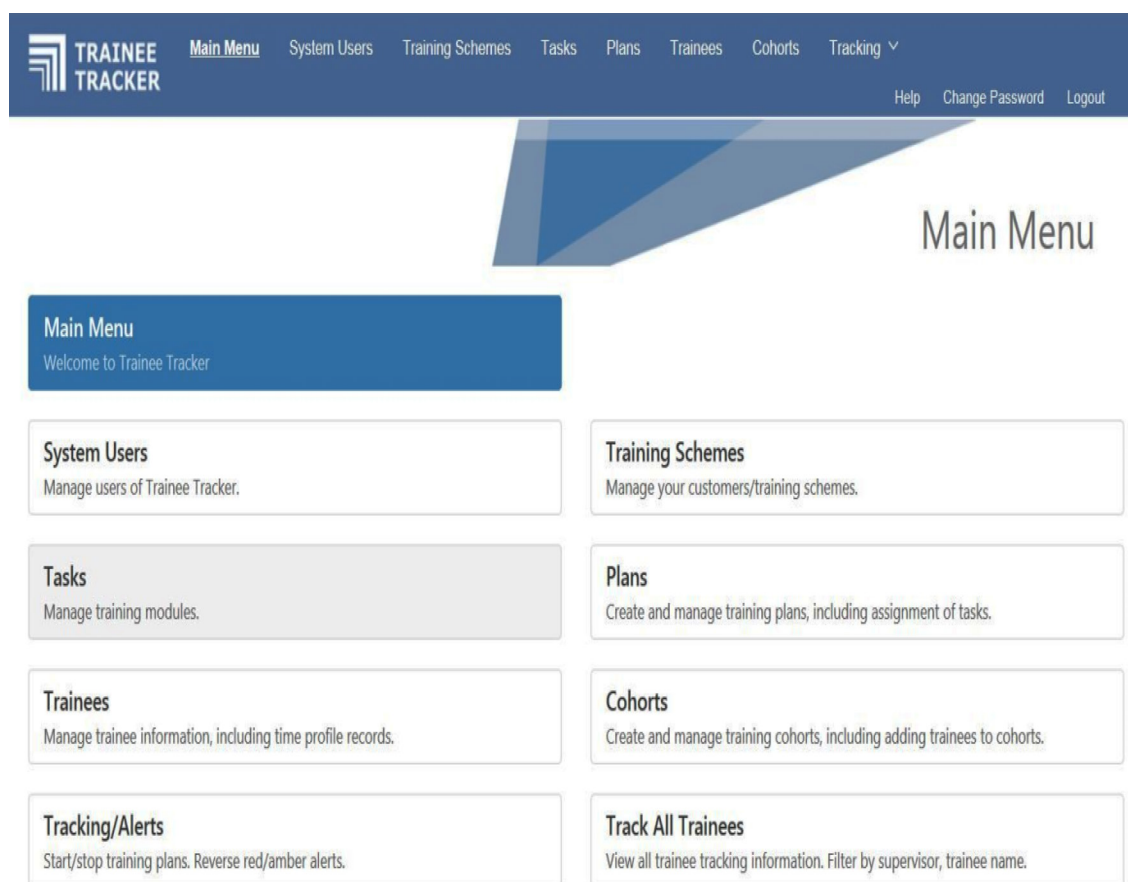 TRAINEE
TRACKER
Main Menu System Users Training Schemes Tasks Plans Trainees Cohorts Tracking
Help Change Password Logout
Main Menu
Main Menu
Welcome to Trainee Tracker
System Users
Manage users of Trainee Tracker.
Training Schemes
Manage your customers/training schemes.
Tasks
Manage training modules.
Plans
Create and manage training plans, including assignment of tasks.
Trainees
Manage trainee information, including time profile records.
Cohorts
Create and manage training cohorts, including adding trainees to cohorts.
Tracking/Alerts
Start/stop training plans. Reverse red/amber alerts.
Track All Trainees
View all trainee tracking information. Filter by supervisor, trainee name.